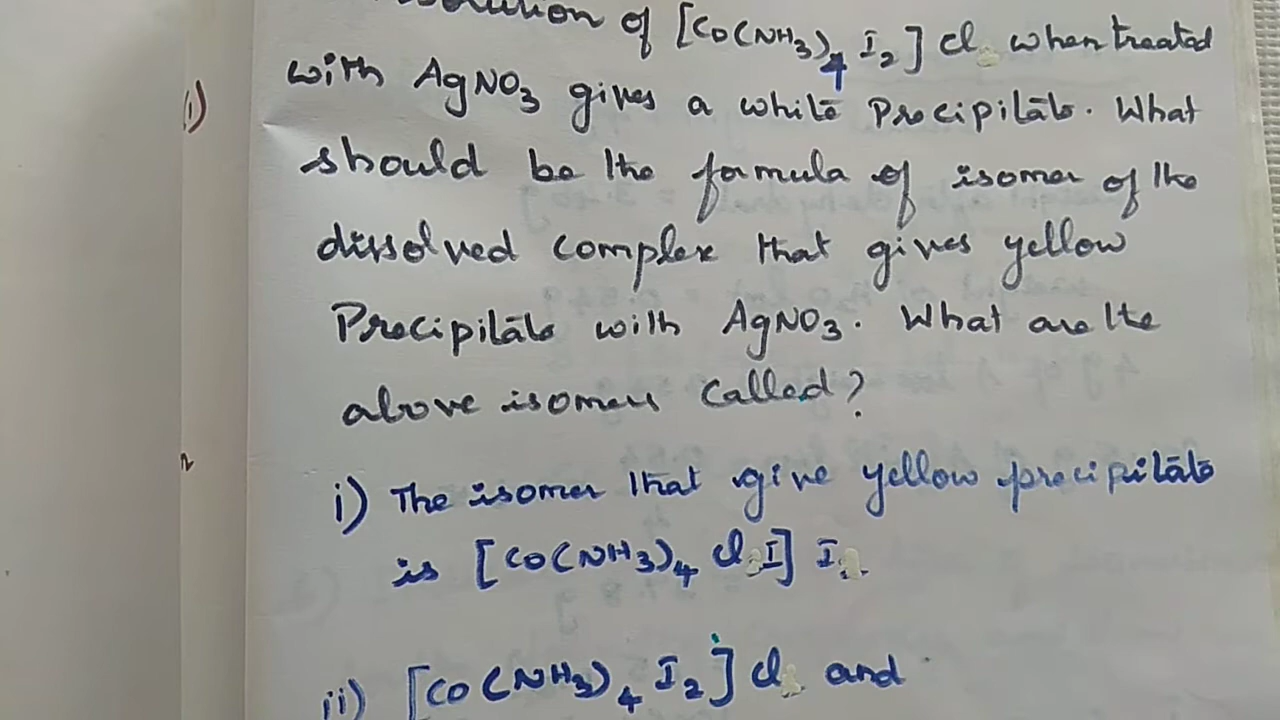 solution of [Co(NH3)4 I2] Cl when treated
with AgNO3 gives a white Precipitate. What
should be the formula of isomer of the
dissolved complex that gives yellow
Precipitate with AgNO3. What are the
above isomers called?
i) The isomer that give yellow precipitate
is [Co(NH3)4 Cl I] I.
ii) [Co(NH3)4 I2] Cl and